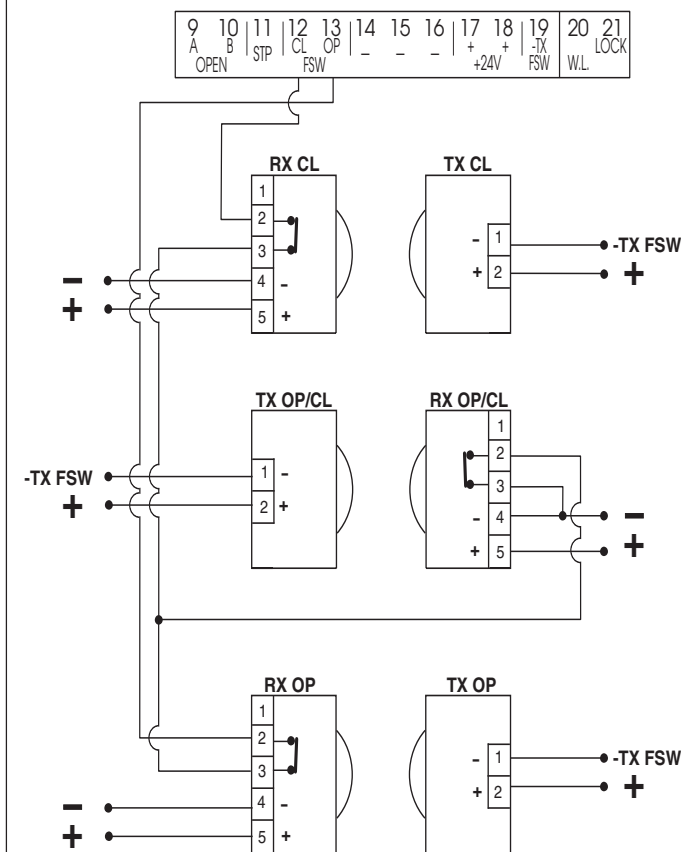 9 10 11 12 13 14 15 16 17 18 19 20 21
A B STP CL OP – – – + + -TX LOCK
OPEN FSW +24V FSW W.L.
RX CL TX CL
1
2
3
4 -
5 +
- 1 -TX FSW
+ 2 +
-
+
TX OP/CL RX OP/CL
-TX FSW 1 -
+ 2 +
1
2
3
- 4 -
+ 5 +
RX OP TX OP
1
2
3
- 4 -
+ 5 +
- 1 -TX FSW
+ 2 +